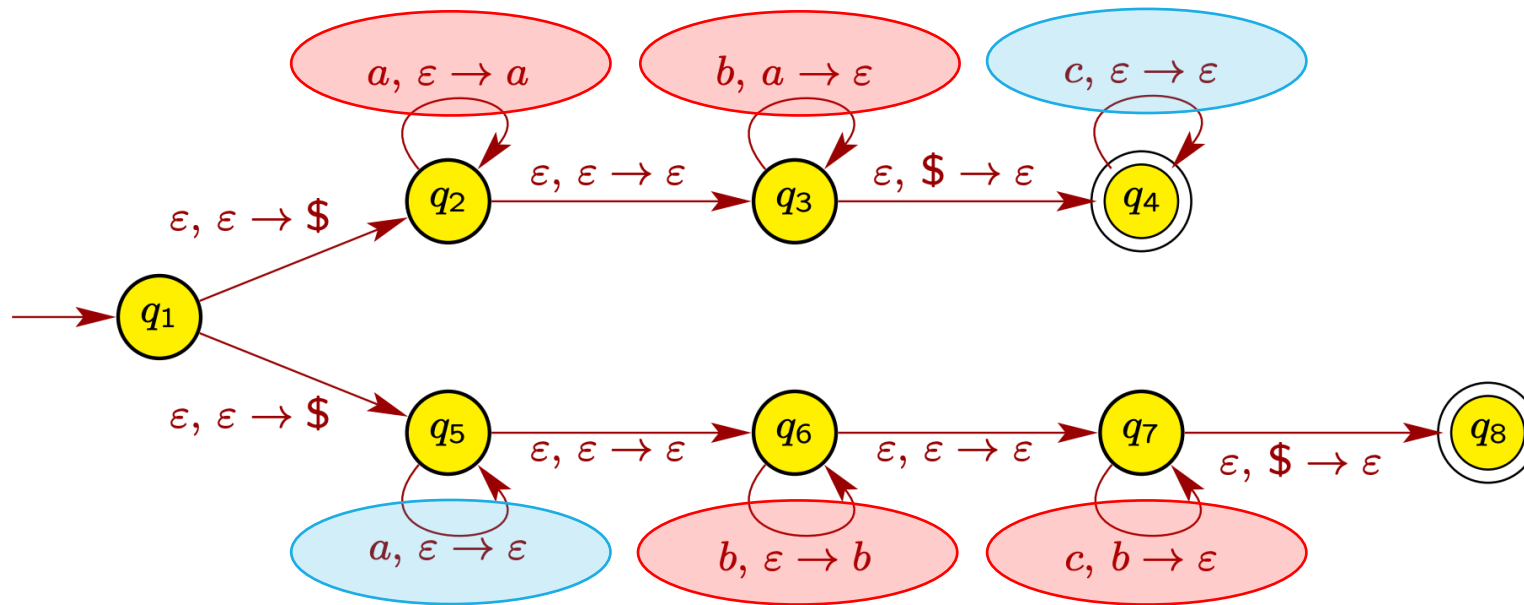 a, ε → a
b, a → ε
c, ε → ε
ε, ε → ε
ε, $ → ε
q2
q3
q4
ε, ε → $
q1
ε, ε → $
q5
q6
q7
q8
ε, ε → ε
ε, ε → ε
ε, $ → ε
a, ε → ε
b, ε → b
c, b → ε